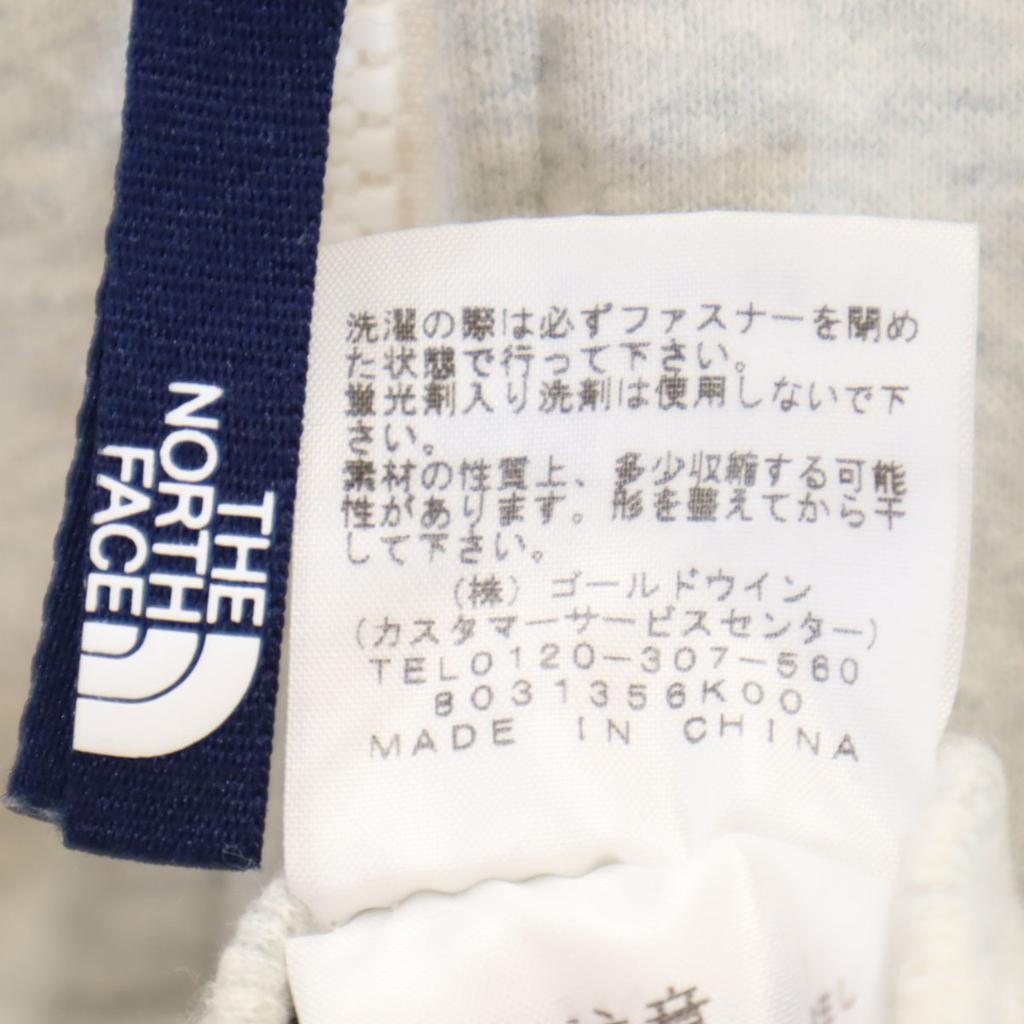 THE
NORTH
FACE
洗濯の際は必ずファスナーを閉め
た状態で行って下さい。
蛍光剤入り洗剤は使用しないで下
さい。
素材の性質上、多少収縮する可能
性があります。形を整えてから干
して下さい。
(株) ゴールドウイン
(カスタマーサービスセンター)
TEL0120-307-560
8031356K00
MADE IN CHINA
注意